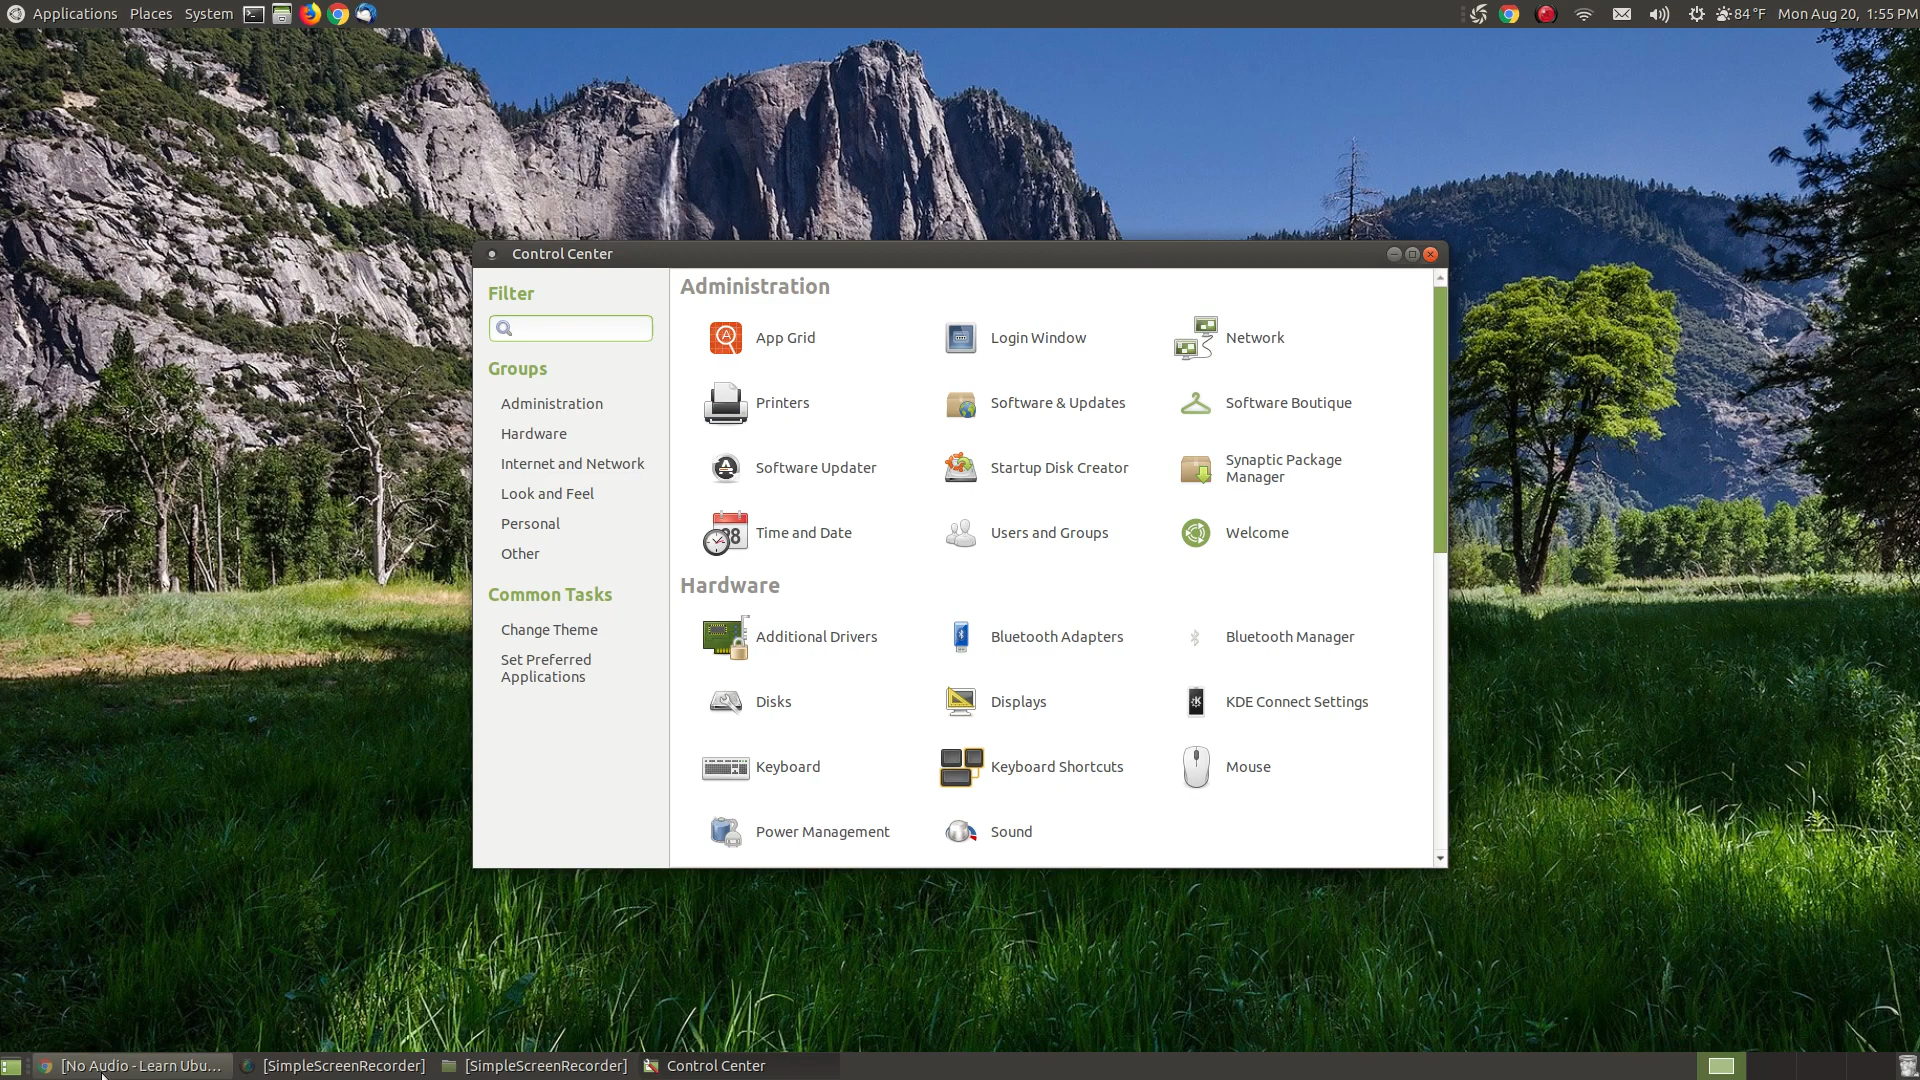 Applications Places System
84 °F Mon Aug 20, 1:55 PM
Control Center
Filter
Groups
Administration
Hardware
Internet and Network
Look and Feel
Personal
Other
Common Tasks
Change Theme
Set Preferred
Applications
Administration
App Grid
Login Window
Network
Printers
Software & Updates
Software Boutique
Software Updater
Startup Disk Creator
Synaptic Package
Manager
Time and Date
Users and Groups
Welcome
Hardware
Additional Drivers
Bluetooth Adapters
Bluetooth Manager
Disks
Displays
KDE Connect Settings
Keyboard
Keyboard Shortcuts
Mouse
Power Management
Sound
[No Audio - Learn Ubu... [SimpleScreenRecorder] [SimpleScreenRecorder] Control Center